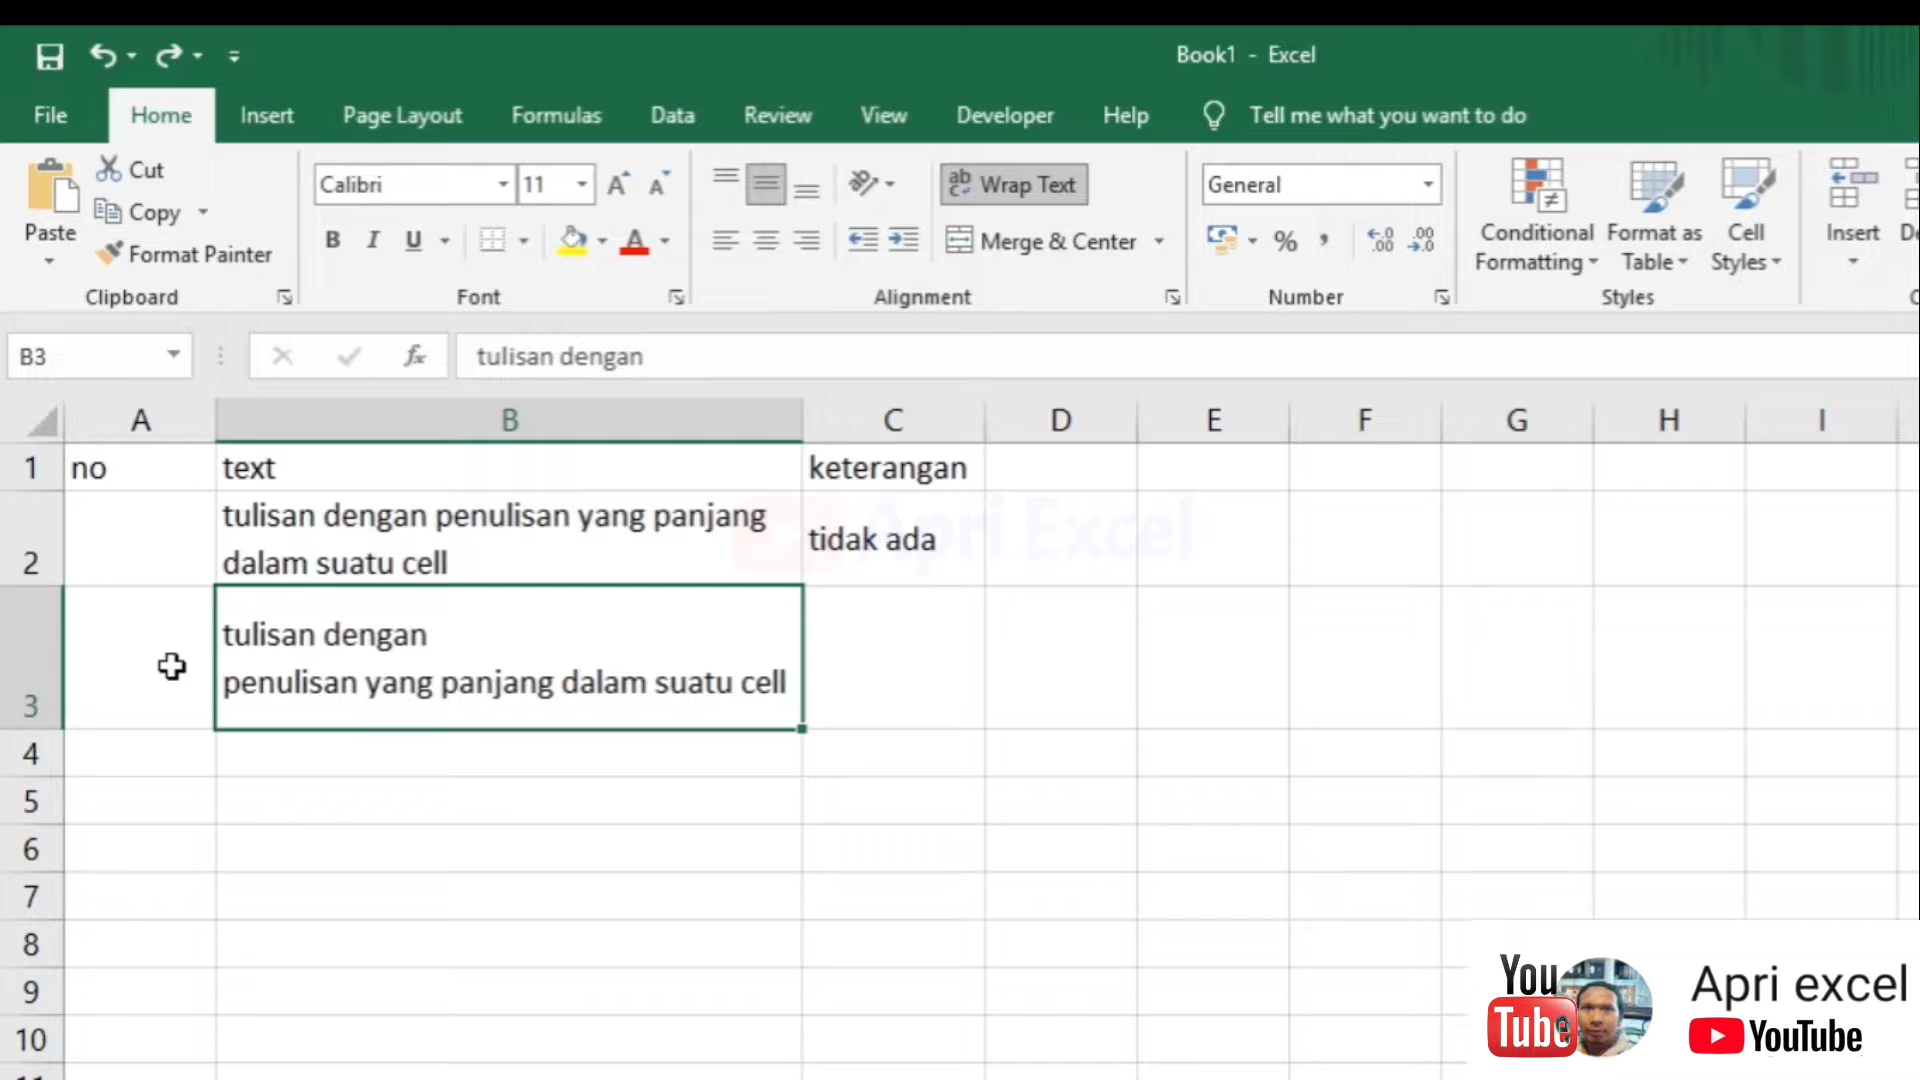 Book1 - Excel
File Home Insert Page Layout Formulas Data Review View Developer Help Tell me what you want to do
Cut
Copy
Format Painter
Paste
Clipboard
Calibri 11
B I U
Font
Wrap Text
Merge & Center
Alignment
General
Number
Conditional Formatting
Format as Table
Cell Styles
Styles
Insert
B3 fx tulisan dengan
A B C D E F G H I
1 no text keterangan
2 tulisan dengan penulisan yang panjang
dalam suatu cell
tidak ada
Apri Excel
3 tulisan dengan
penulisan yang panjang dalam suatu cell
4
5
6
7
8
9
10
You
Tube
Apri excel
YouTube